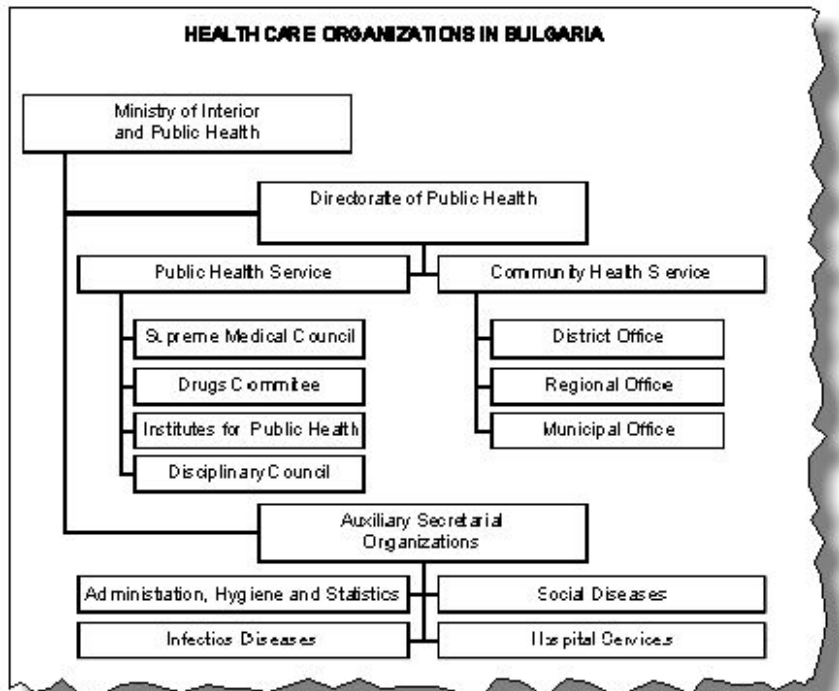 HEALTH CARE ORGANIZATIONS IN BULGARIA
Ministry of Interior
and Public Health
Directorate of Public Health
Public Health Service
Community Health Service
Supreme Medical Council
District Office
Drugs Committee
Regional Office
Institutes for Public Health
Municipal Office
Disciplinary Council
Auxiliary Secretarial
Organizations
Administration, Hygiene and Statistics
Social Diseases
Infectios Diseases
Hospital Services